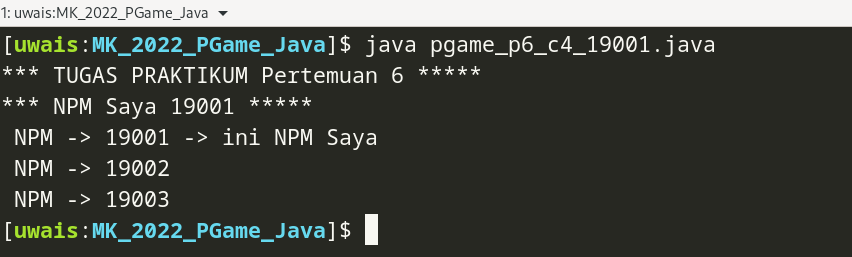 1: uwais:MK_2022_PGame_Java
[uwais:MK_2022_PGame_Java]$ java pgame_p6_c4_19001.java
*** TUGAS PRAKTIKUM Pertemuan 6 *****
*** NPM Saya 19001 *****
 NPM -> 19001 -> ini NPM Saya
 NPM -> 19002
 NPM -> 19003
[uwais:MK_2022_PGame_Java]$